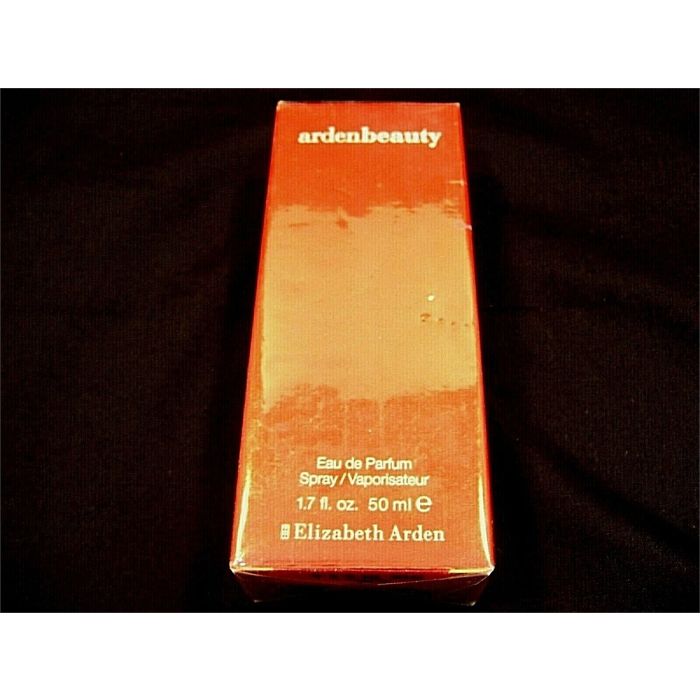 ardenbeauty
Eau de Parfum
Spray / Vaporisateur
1.7 fl. oz. 50 ml ℮
Elizabeth Arden